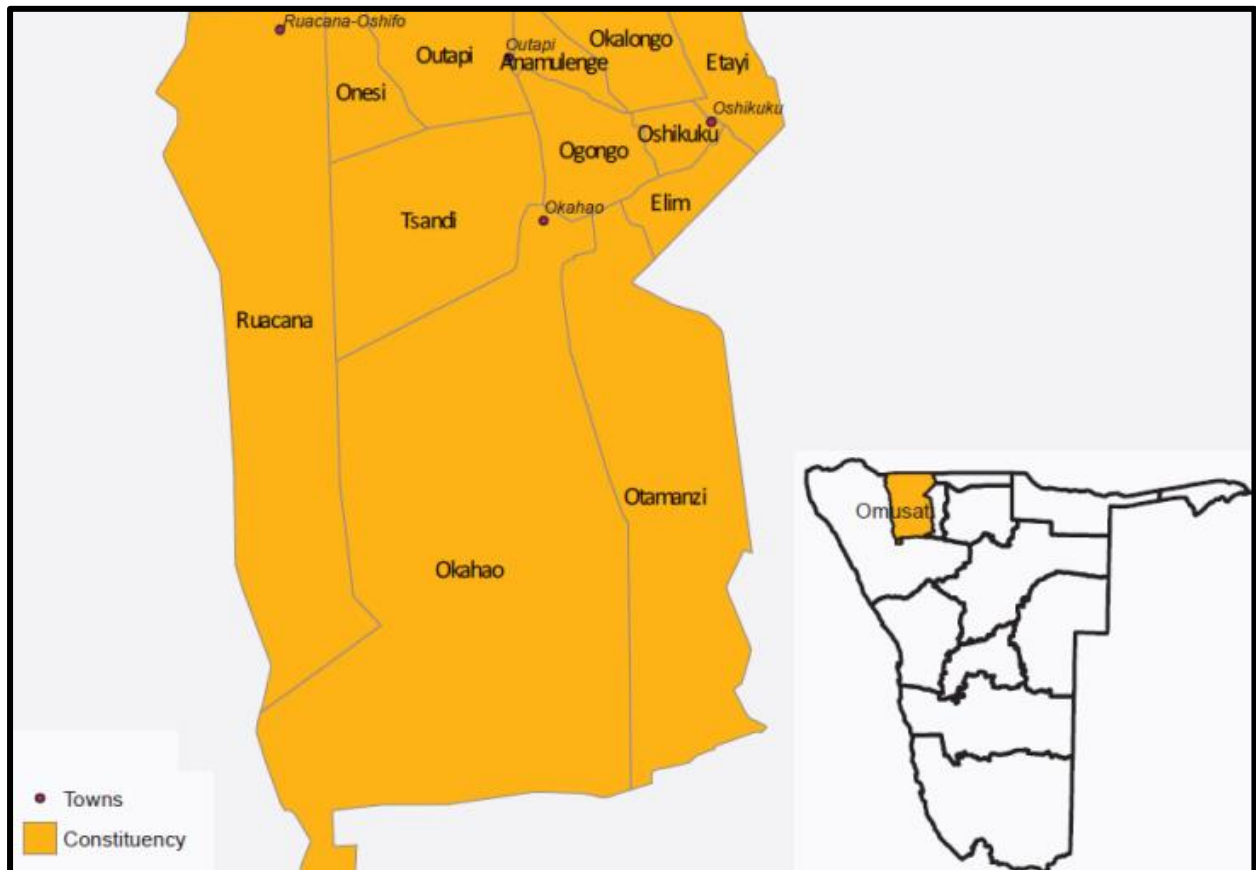 Ruacana-Oshifo
Okalongo
Outapi
Outapi
Anamulenge
Etayi
Onesi
Oshikuku
Oshikuku
Ogongo
Elim
Okahao
Tsandi
Ruacana
Otamanzi
Okahao
Omusati
Towns
Constituency